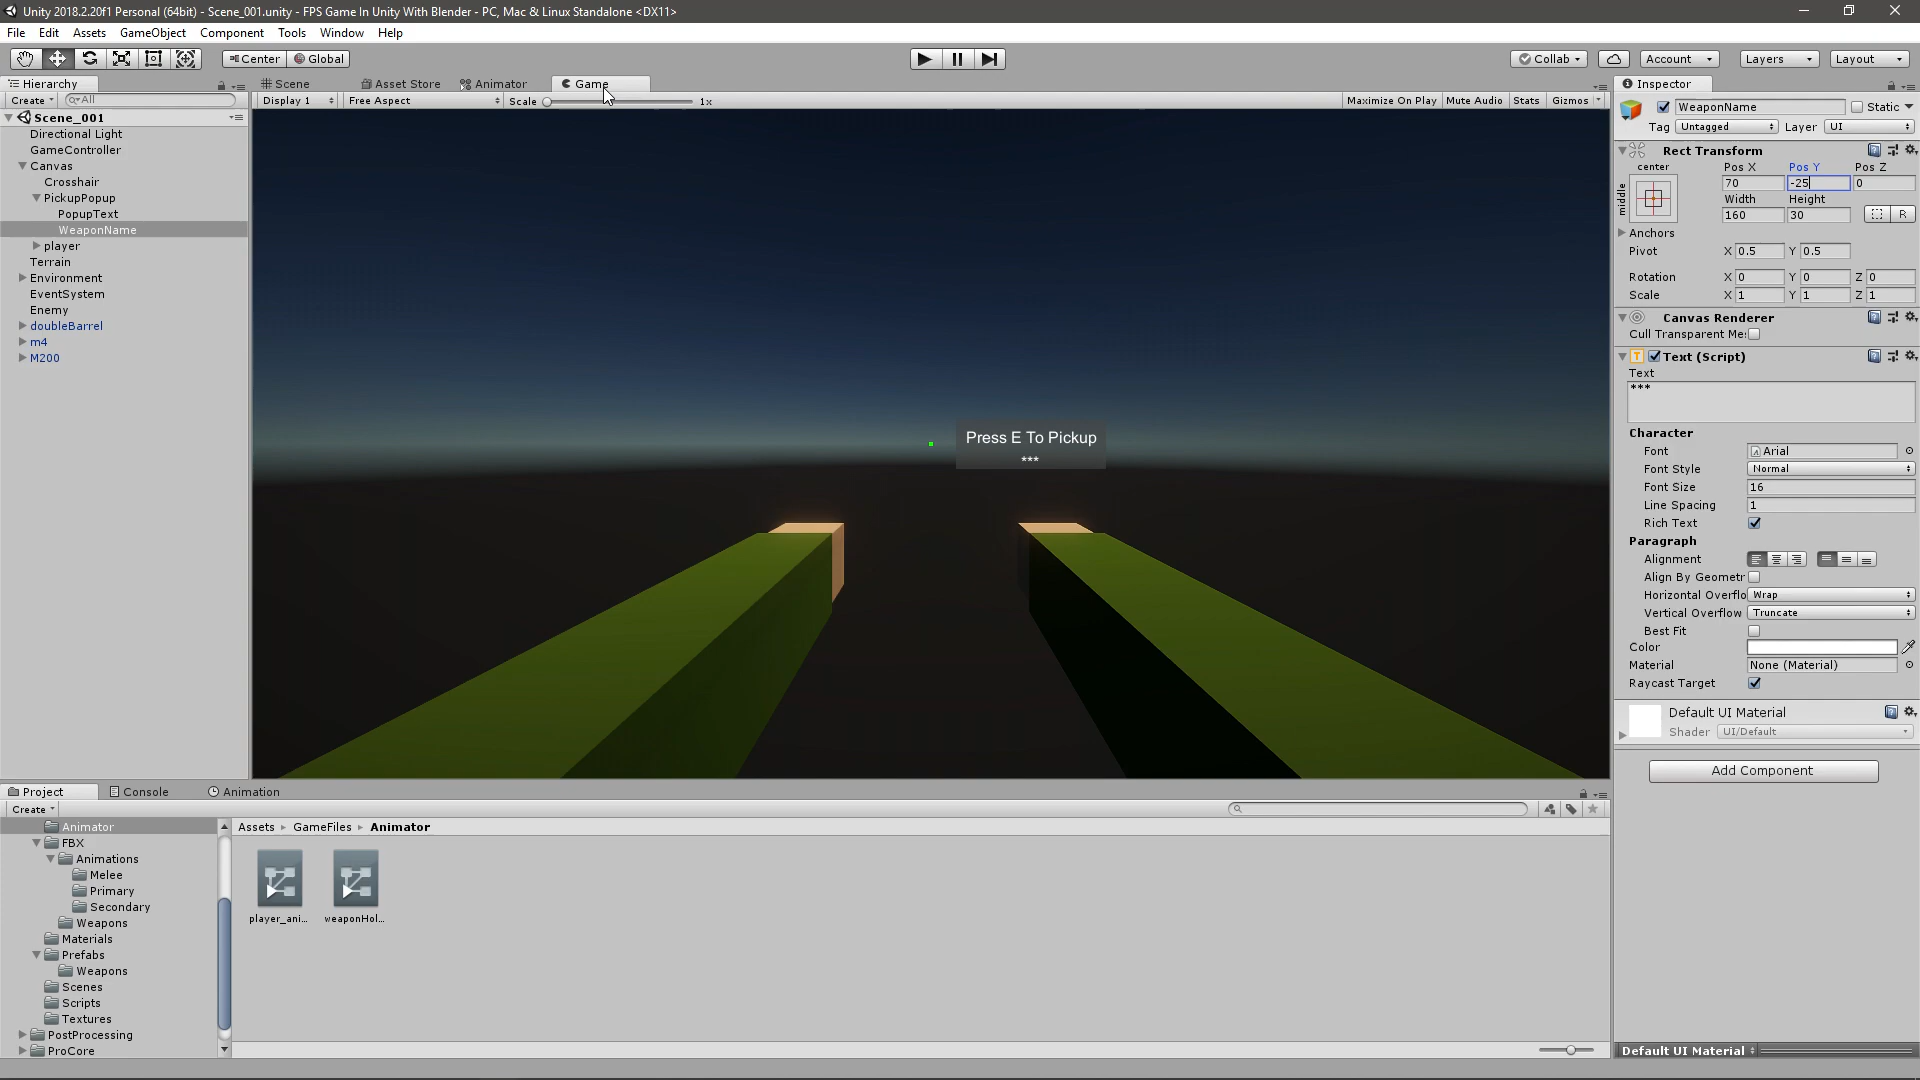 Unity 2018.2.20f1 Personal (64bit) - Scene_001.unity - FPS Game In Unity With Blender - PC, Mac & Linux Standalone <DX11>
File Edit Assets GameObject Component Tools Window Help
Center Global Collab Account Layers Layout
Hierarchy Scene Asset Store Animator Game Inspector
Create All Display 1 Free Aspect Scale 1x Maximize On Play Mute Audio Stats Gizmos
Scene_001
Directional Light
GameController
Canvas
Crosshair
PickupPopup
PopupText
WeaponName
player
Terrain
Environment
EventSystem
Enemy
doubleBarrel
m4
M200
Press E To Pickup
***
WeaponName Static
Tag Untagged Layer UI
Rect Transform
center Pos X Pos Y Pos Z
middle 70 -25 0
Width Height
160 30 R
Anchors
Pivot X 0.5 Y 0.5
Rotation X 0 Y 0 Z 0
Scale X 1 Y 1 Z 1
Canvas Renderer
Cull Transparent Me
Text (Script)
Text
***
Character
Font Arial
Font Style Normal
Font Size 16
Line Spacing 1
Rich Text
Paragraph
Alignment
Align By Geometr
Horizontal Overflo Wrap
Vertical Overflow Truncate
Best Fit
Color
Material None (Material)
Raycast Target
Default UI Material
Shader UI/Default
Add Component
Project Console Animation
Create
Animator
FBX
Animations
Melee
Primary
Secondary
Weapons
Materials
Prefabs
Weapons
Scenes
Scripts
Textures
PostProcessing
ProCore
Assets GameFiles Animator
player_ani... weaponHol...
Default UI Material